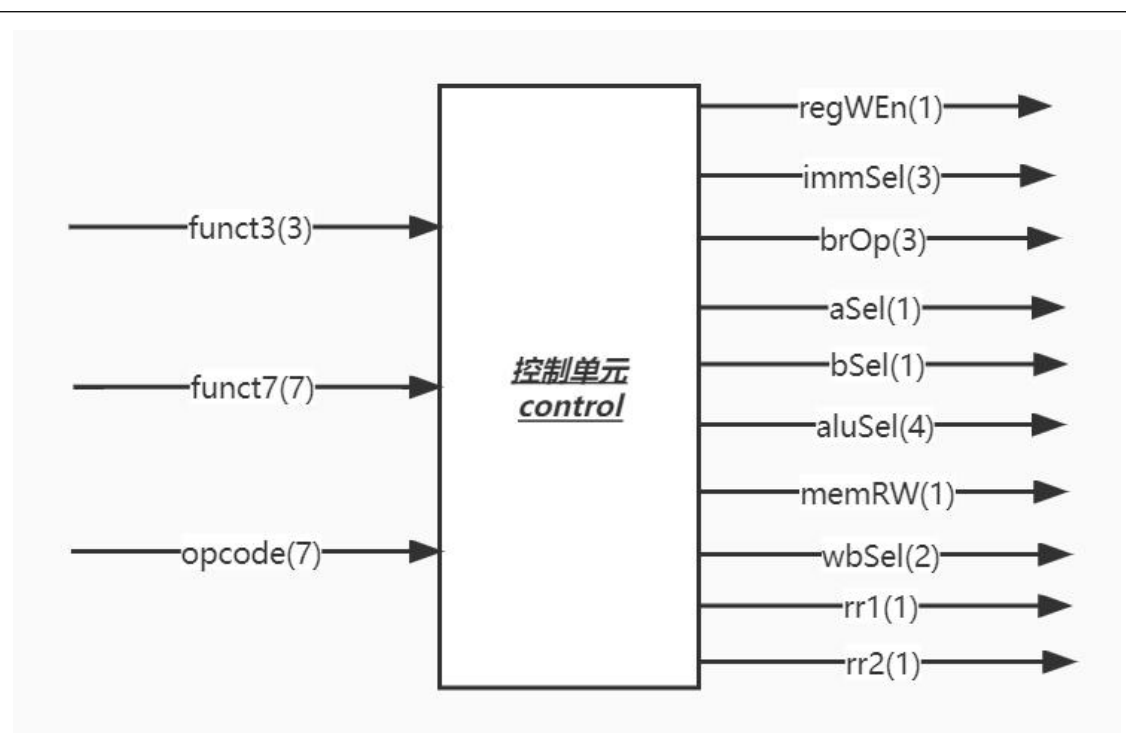 funct3(3)
funct7(7)
opcode(7)
控制单元
control
regWEn(1)
immSel(3)
brOp(3)
aSel(1)
bSel(1)
aluSel(4)
memRW(1)
wbSel(2)
rr1(1)
rr2(1)